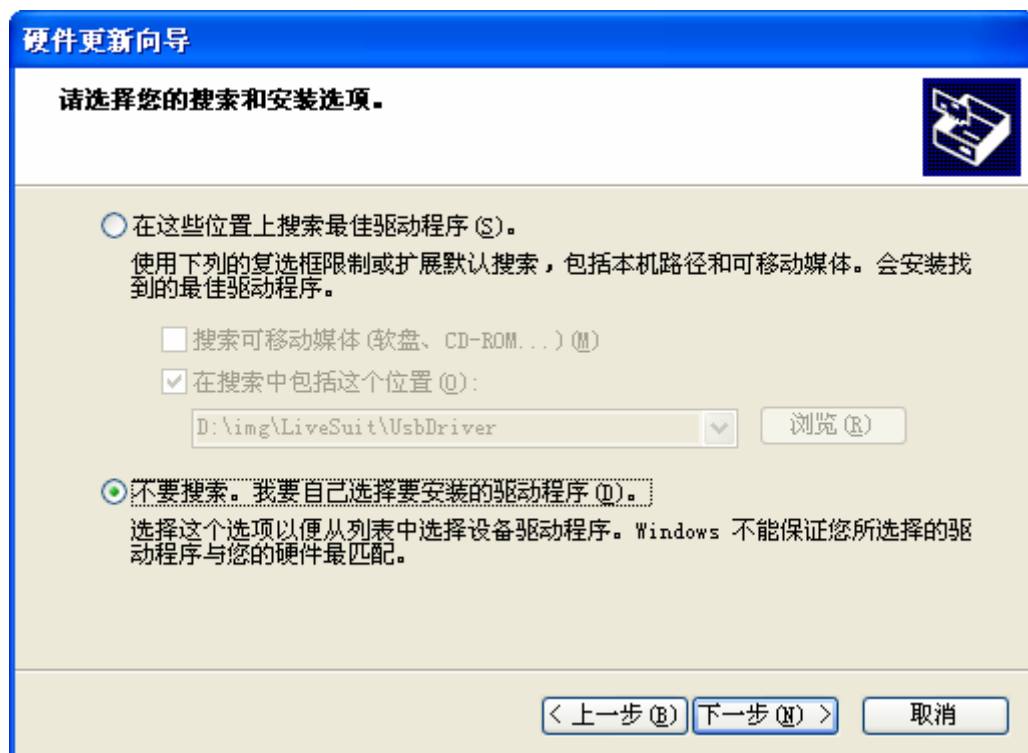 硬件更新向导
请选择您的搜索和安装选项。
在这些位置上搜索最佳驱动程序(S)。
使用下列的复选框限制或扩展默认搜索，包括本机路径和可移动媒体。会安装找
到的最佳驱动程序。
搜索可移动媒体(软盘、CD-ROM...)(M)
在搜索中包括这个位置(O):
D:\img\LiveSuit\UsbDriver
浏览(R)
不要搜索。我要自己选择要安装的驱动程序(D)。
选择这个选项以便从列表中选择设备驱动程序。Windows 不能保证您所选择的驱
动程序与您的硬件最匹配。
< 上一步(B)
下一步(N) >
取消